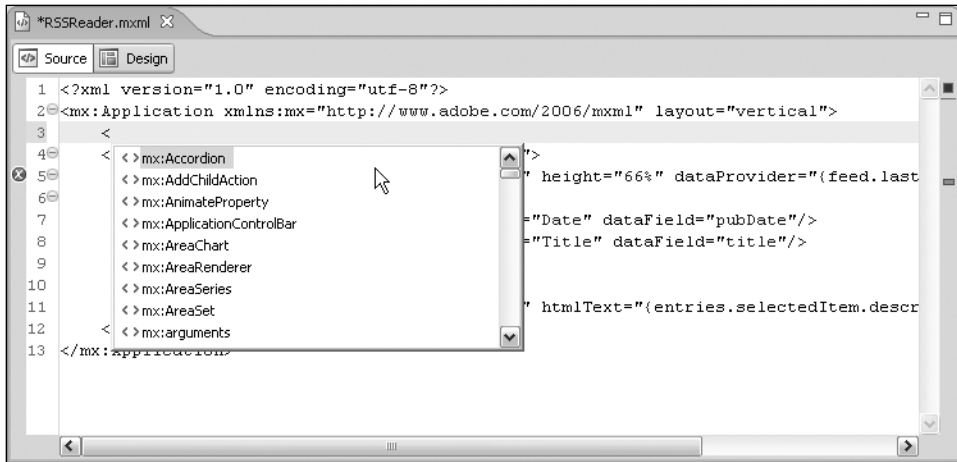 *RSSReader.mxml
Source Design
1 <?xml version="1.0" encoding="utf-8"?>
2 <mx:Application xmlns:mx="http://www.adobe.com/2006/mxml" layout="vertical">
3 <
4 < ">
mx:Accordion
5 " height="66%" dataProvider="{feed.last
mx:AddChildAction
6
mx:AnimateProperty
7 ="Date" dataField="pubDate"/>
mx:ApplicationControlBar
8 ="Title" dataField="title"/>
mx:AreaChart
9
mx:AreaRenderer
10
mx:AreaSeries
11 " htmlText="{entries.selectedItem.descr
mx:AreaSet
12 <
mx:arguments
13 </mx:Application>